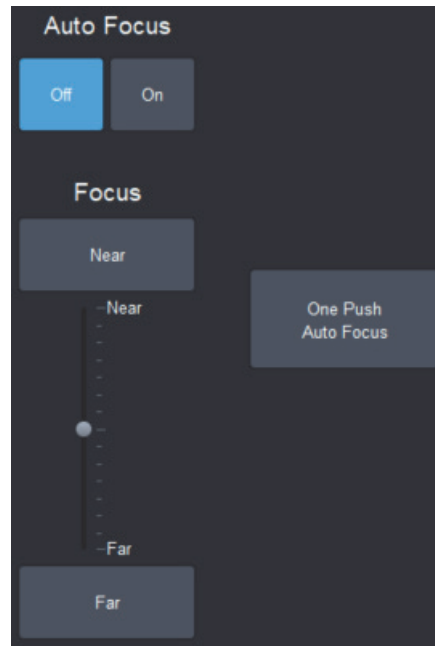 Auto Focus
Off
On
Focus
Near
Near
One Push
Auto Focus
Far
Far